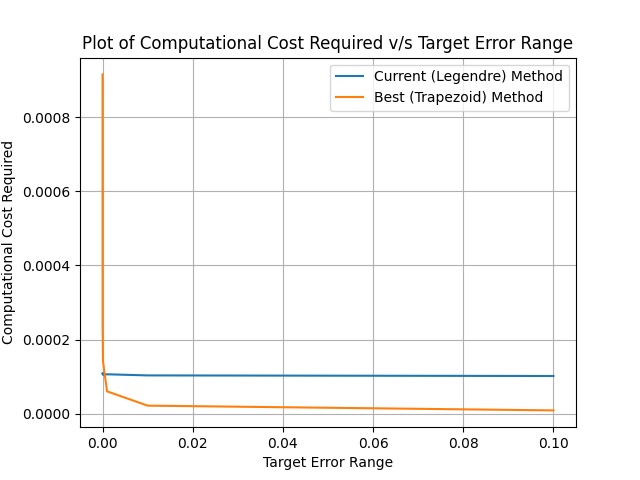 Plot of Computational Cost Required v/s Target Error Range
Current (Legendre) Method
Best (Trapezoid) Method
Computational Cost Required
0.0008
0.0006
0.0004
0.0002
0.0000
0.00 0.02 0.04 0.06 0.08 0.10
Target Error Range